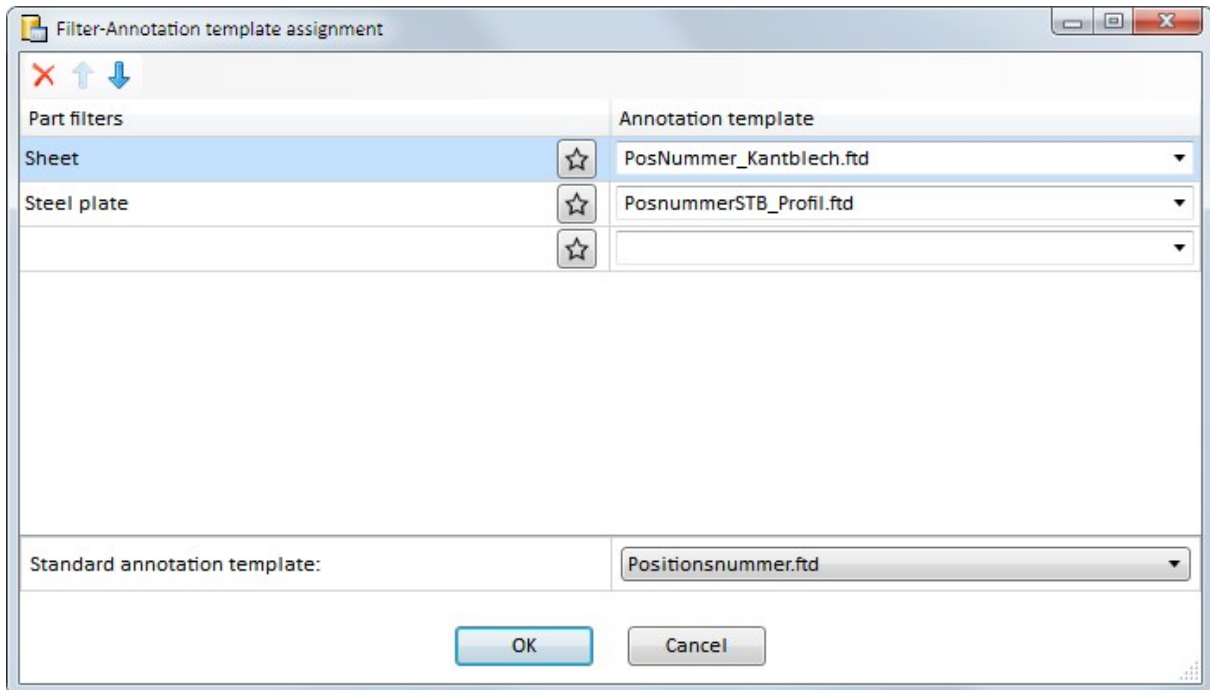 Filter-Annotation template assignment
Part filters Annotation template
Sheet PosNummer_Kantblech.ftd
Steel plate PosnummerSTB_Profil.ftd
Standard annotation template: Positionsnummer.ftd
OK Cancel